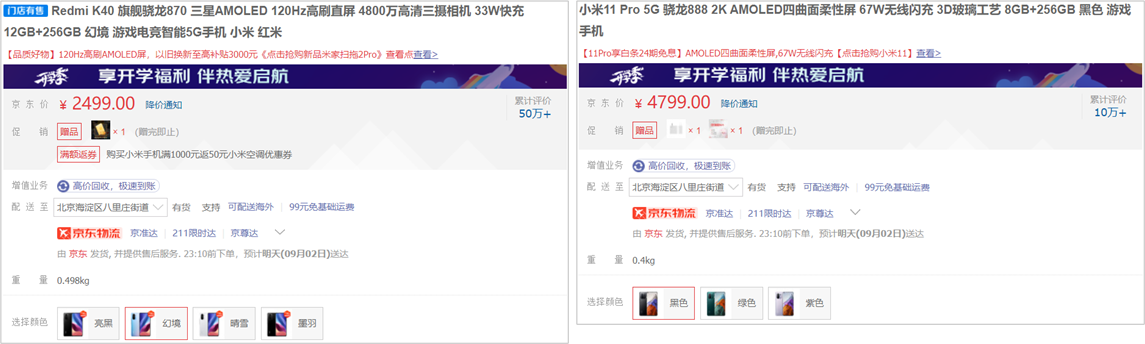 门店有售 Redmi K40 旗舰骁龙870 三星AMOLED 120Hz高刷直屏 4800万高清三摄相机 33W快充
12GB+256GB 幻境 游戏电竞智能5G手机 小米 红米
【品质好物】120Hz高刷AMOLED屏，以旧换新至高补贴3000元《点击抢购新品米家扫拖2Pro》查看点查看>
开学季 享开学福利 伴热爱启航
京东价 ¥ 2499.00 降价通知
累计评价
50万+
促销 赠品 × 1 (赠完即止)
满额返券 购买小米手机满1000元返50元小米空调优惠券
增值业务 高价回收，极速到账
配送至 北京海淀区八里庄街道 有货 支持 可配送海外 99元免基础运费
京东物流 京准达 211限时达 京尊达
由 京东 发货, 并提供售后服务. 23:10前下单，预计明天(09月02日)送达
重量 0.498kg
选择颜色 亮黑 幻境 晴雪 墨羽
小米11 Pro 5G 骁龙888 2K AMOLED四曲面柔性屏 67W无线闪充 3D玻璃工艺 8GB+256GB 黑色 游戏
手机
【11Pro享白条24期免息】AMOLED四曲面柔性屏,67W无线闪充【点击抢购小米11】查看>
开学季 享开学福利 伴热爱启航
京东价 ¥ 4799.00 降价通知
累计评价
10万+
促销 赠品 × 1 × 1 (赠完即止)
增值业务 高价回收，极速到账
配送至 北京海淀区八里庄街道 有货 支持 可配送海外 99元免基础运费
京东物流 京准达 211限时达 京尊达
由 京东 发货, 并提供售后服务. 23:10前下单，预计明天(09月02日)送达
重量 0.4kg
选择颜色 黑色 绿色 紫色